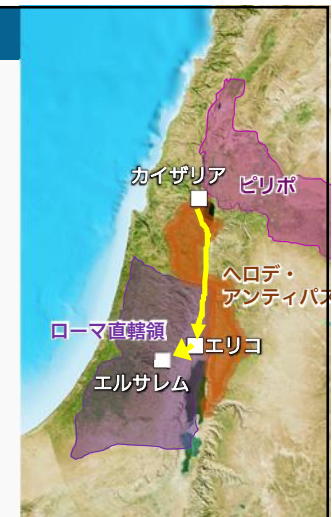 カイザリア
ピリポ
ヘロデ・
アンティパス
ローマ直轄領
エリコ
エルサレム